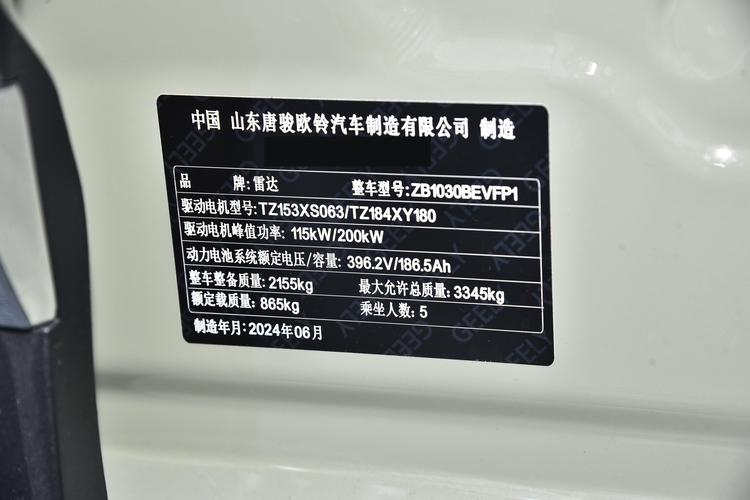 中国 山东唐骏欧铃汽车制造有限公司 制造
品 牌:雷达 整车型号:ZB1030BEVFP1
驱动电机型号:TZ153XS063/TZ184XY180
驱动电机峰值功率: 115kW/200kW
动力电池系统额定电压/容量: 396.2V/186.5Ah
整车整备质量: 2155kg 最大允许总质量: 3345kg
额定载质量: 865kg 乘坐人数: 5
制造年月: 2024年06月
GEELY